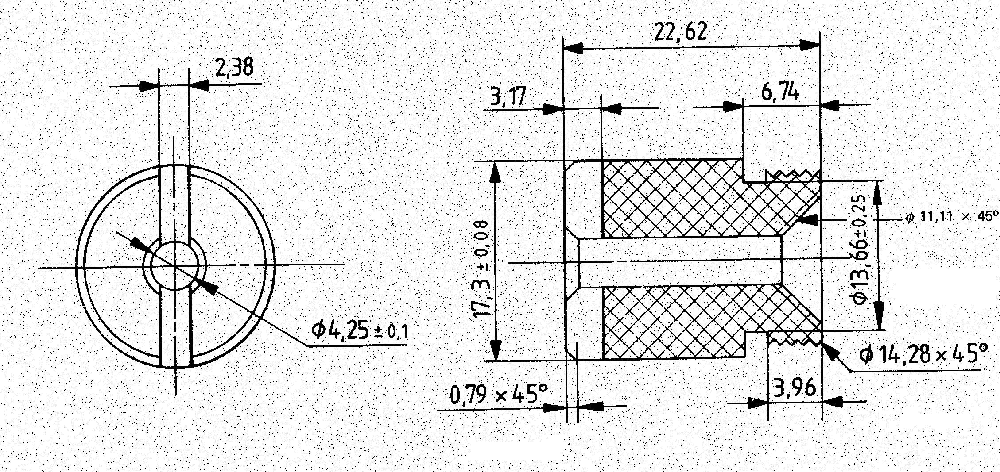 22,62
2,38
3,17
6,74
17,3 ± 0,08
φ13,66±0,25
φ 11,11 × 45°
φ4,25 ± 0,1
φ 14,28 × 45°
0,79 × 45°
3,96